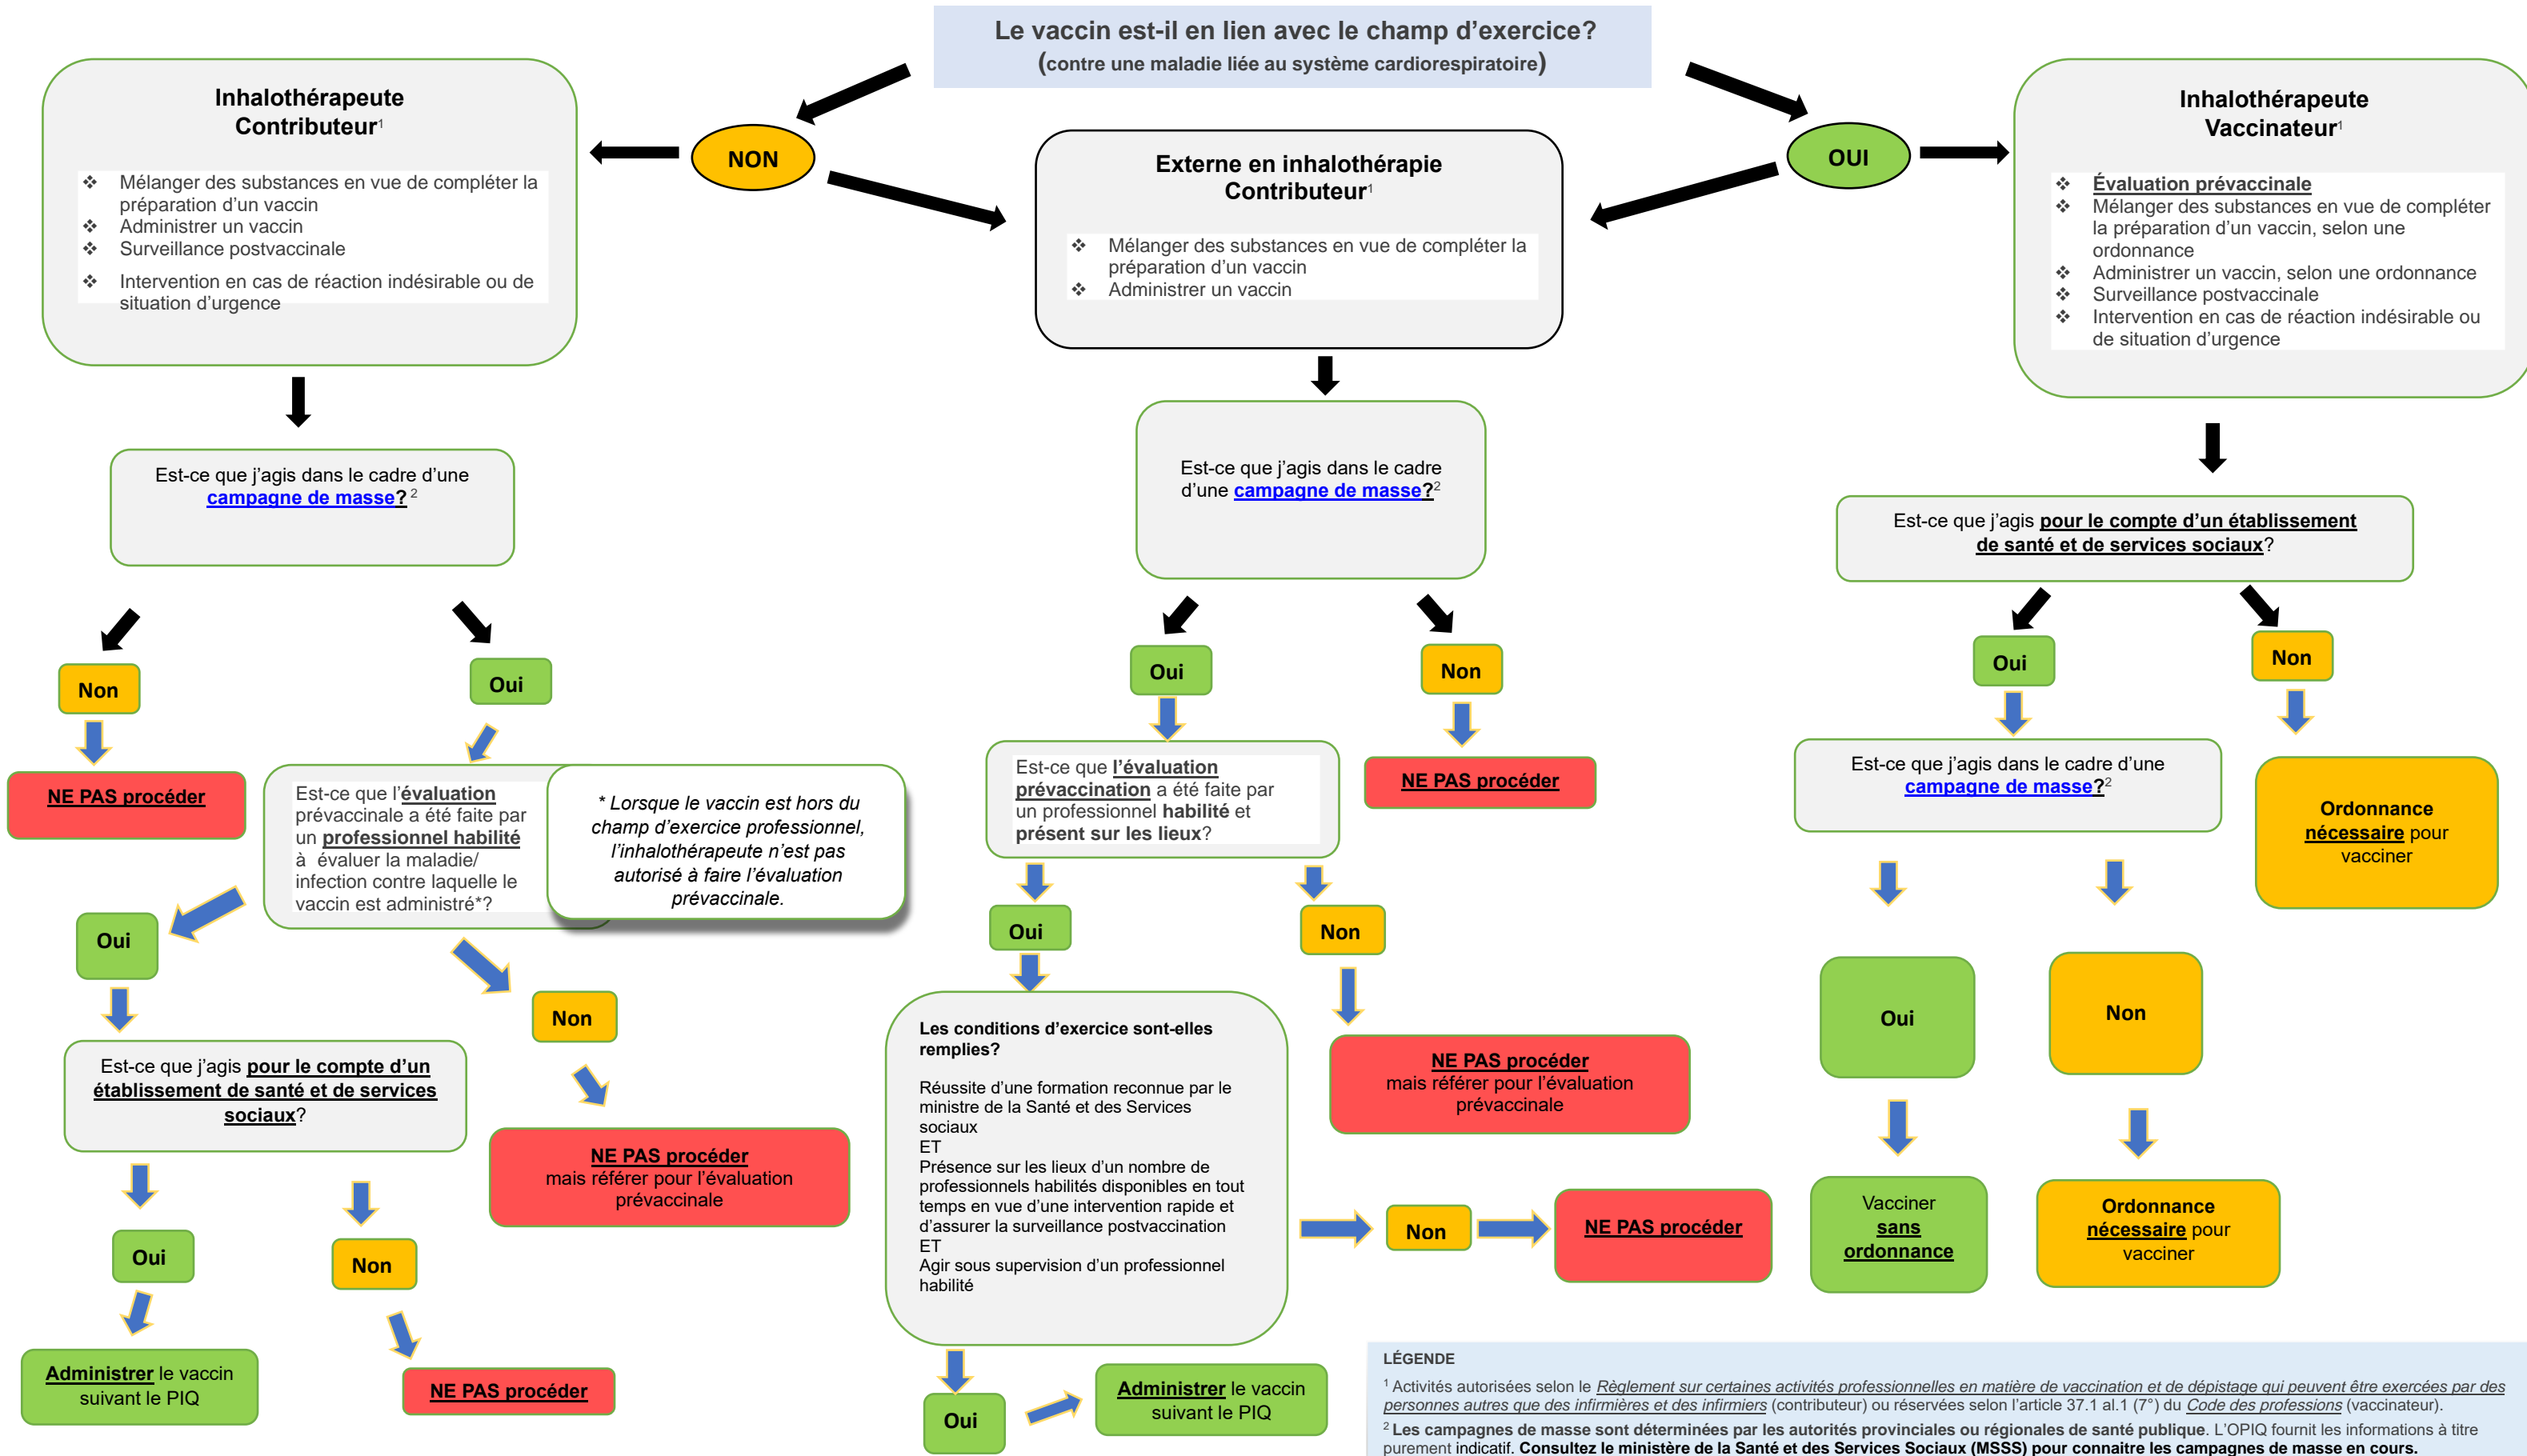 Le vaccin est-il en lien avec le champ d’exercice?
(contre une maladie liée au système cardiorespiratoire)
NON
OUI
Inhalothérapeute
Contributeur¹
❖ Mélanger des substances en vue de compléter la
préparation d’un vaccin
❖ Administrer un vaccin
❖ Surveillance postvaccinale
❖ Intervention en cas de réaction indésirable ou de
situation d’urgence
Est-ce que j’agis dans le cadre d’une
campagne de masse? ²
Non
Oui
NE PAS procéder
Est-ce que l’évaluation
prévaccinale a été faite par
un professionnel habilité
à évaluer la maladie/
infection contre laquelle le
vaccin est administré*?
* Lorsque le vaccin est hors du
champ d’exercice professionnel,
l’inhalothérapeute n’est pas
autorisé à faire l’évaluation
prévaccinale.
Oui
Non
Est-ce que j’agis pour le compte d’un
établissement de santé et de services
sociaux?
NE PAS procéder
mais référer pour l’évaluation
prévaccinale
Oui
Non
Administrer le vaccin
suivant le PIQ
NE PAS procéder
Externe en inhalothérapie
Contributeur¹
❖ Mélanger des substances en vue de compléter la
préparation d’un vaccin
❖ Administrer un vaccin
Est-ce que j’agis dans le cadre
d’une campagne de masse?²
Oui
Non
Est-ce que l’évaluation
prévaccination a été faite par
un professionnel habilité et
présent sur les lieux?
NE PAS procéder
Oui
Non
Les conditions d’exercice sont-elles
remplies?
Réussite d’une formation reconnue par le
ministre de la Santé et des Services
sociaux
ET
Présence sur les lieux d’un nombre de
professionnels habilités disponibles en tout
temps en vue d’une intervention rapide et
d’assurer la surveillance postvaccination
ET
Agir sous supervision d’un professionnel
habilité
NE PAS procéder
mais référer pour l’évaluation
prévaccinale
Non
NE PAS procéder
Oui
Administrer le vaccin
suivant le PIQ
Inhalothérapeute
Vaccinateur¹
❖ Évaluation prévaccinale
❖ Mélanger des substances en vue de compléter
la préparation d’un vaccin, selon une
ordonnance
❖ Administrer un vaccin, selon une ordonnance
❖ Surveillance postvaccinale
❖ Intervention en cas de réaction indésirable ou
de situation d’urgence
Est-ce que j’agis pour le compte d’un établissement
de santé et de services sociaux?
Oui
Non
Est-ce que j’agis dans le cadre d’une
campagne de masse?²
Ordonnance
nécessaire pour
vacciner
Oui
Non
Vacciner
sans
ordonnance
Ordonnance
nécessaire pour
vacciner
LÉGENDE
¹ Activités autorisées selon le Règlement sur certaines activités professionnelles en matière de vaccination et de dépistage qui peuvent être exercées par des
personnes autres que des infirmières et des infirmiers (contributeur) ou réservées selon l’article 37.1 al.1 (7°) du Code des professions (vaccinateur).
² Les campagnes de masse sont déterminées par les autorités provinciales ou régionales de santé publique. L’OPIQ fournit les informations à titre
purement indicatif. Consultez le ministère de la Santé et des Services Sociaux (MSSS) pour connaitre les campagnes de masse en cours.